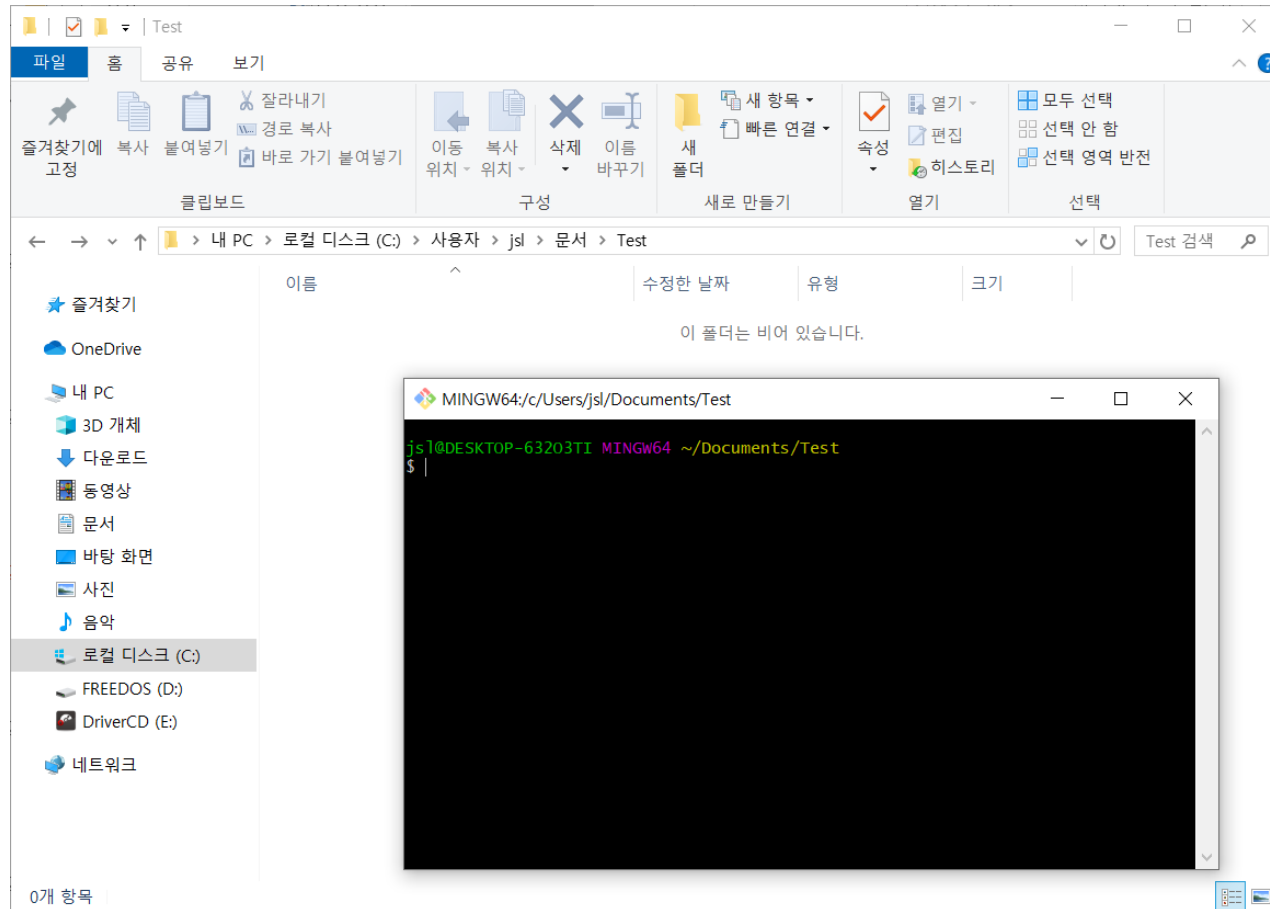 Test
파일 홈 공유 보기
즐겨찾기에 고정
복사
붙여넣기
잘라내기
경로 복사
바로 가기 붙여넣기
이동 위치
복사 위치
삭제
이름 바꾸기
새 폴더
새 항목
빠른 연결
속성
열기
편집
히스토리
모두 선택
선택 안 함
선택 영역 반전
클립보드 구성 새로 만들기 열기 선택
내 PC > 로컬 디스크 (C:) > 사용자 > jsl > 문서 > Test
Test 검색
이름 수정한 날짜 유형 크기
이 폴더는 비어 있습니다.
즐겨찾기
OneDrive
내 PC
3D 개체
다운로드
동영상
문서
바탕 화면
사진
음악
로컬 디스크 (C:)
FREEDOS (D:)
DriverCD (E:)
네트워크
MINGW64:/c/Users/jsl/Documents/Test
jsl@DESKTOP-632O3TI MINGW64 ~/Documents/Test
$
0개 항목